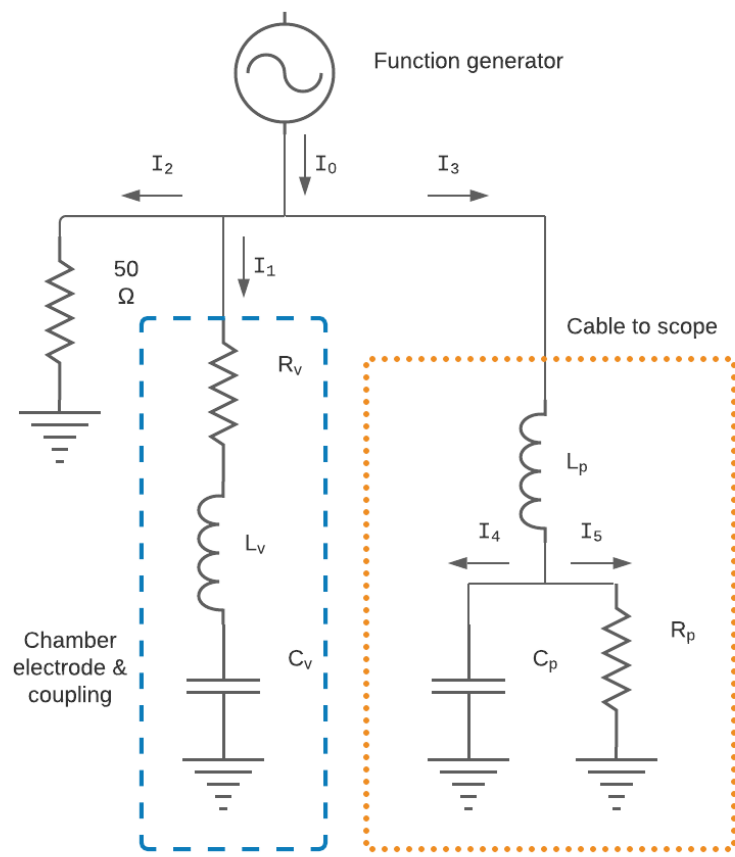 Function generator
I₂
I₀
I₃
50
Ω
I₁
Cable to scope
Rᵥ
Lₚ
I₄
I₅
Lᵥ
Chamber
electrode &
coupling
Cᵥ
Cₚ
Rₚ